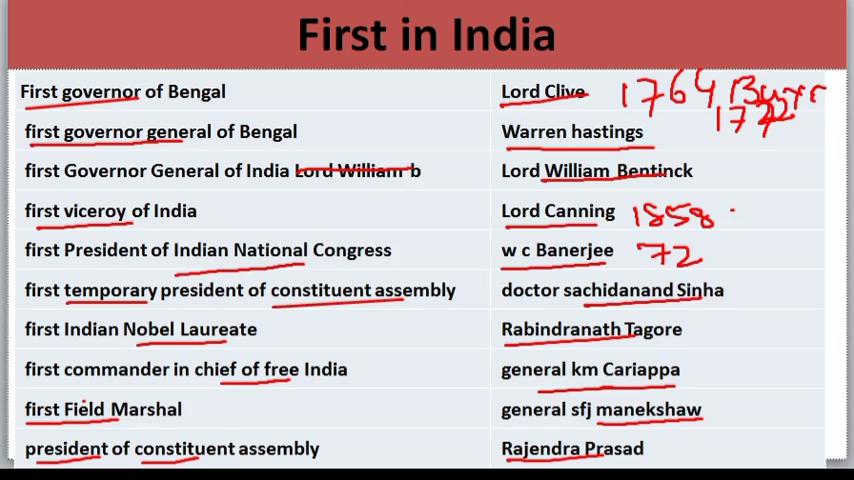 First in India
First governor of Bengal Lord Clive 1764 Buxr
first governor general of Bengal Warren hastings
first Governor General of India Lord William b Lord William Bentinck
first viceroy of India Lord Canning 1858
first President of Indian National Congress w c Banerjee 72
first temporary president of constituent assembly doctor sachidanand Sinha
first Indian Nobel Laureate Rabindranath Tagore
first commander in chief of free India general km Cariappa
first Field Marshal general sfj manekshaw
president of constituent assembly Rajendra Prasad